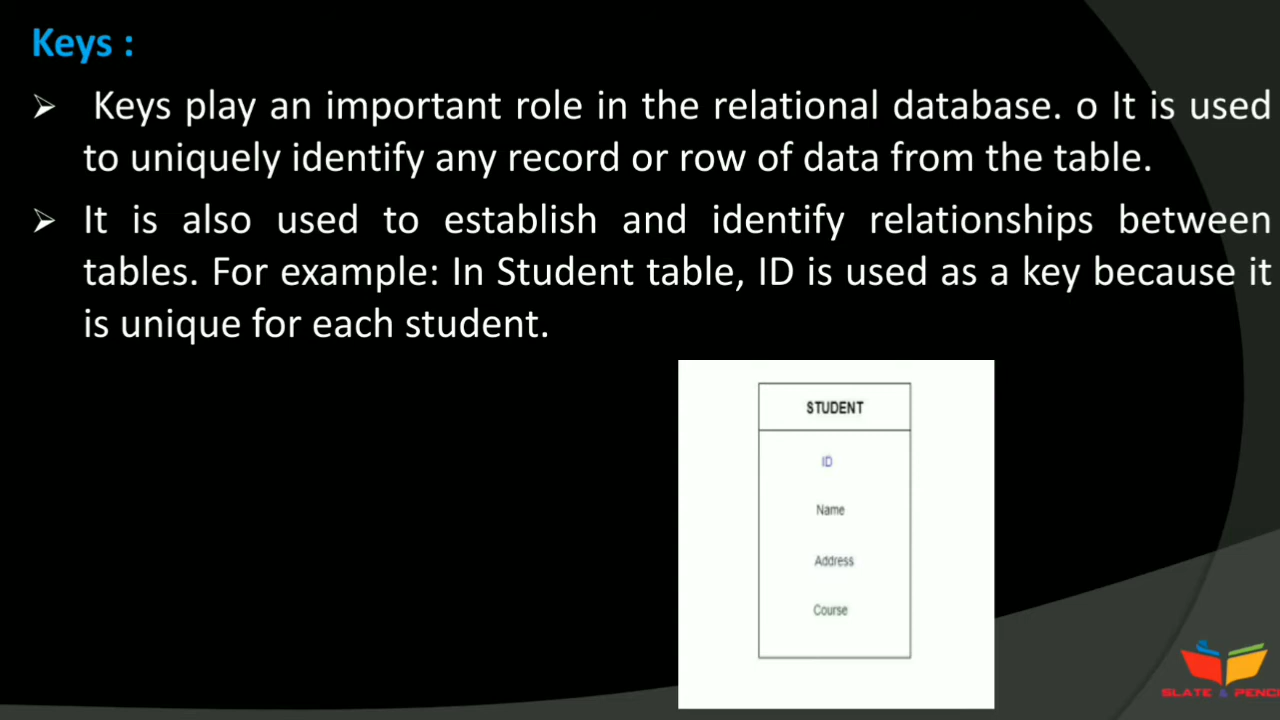 Keys :
Keys play an important role in the relational database. o It is used
to uniquely identify any record or row of data from the table.
It is also used to establish and identify relationships between
tables. For example: In Student table, ID is used as a key because it
is unique for each student.
STUDENT
ID
Name
Address
Course
SLATE & PENCI